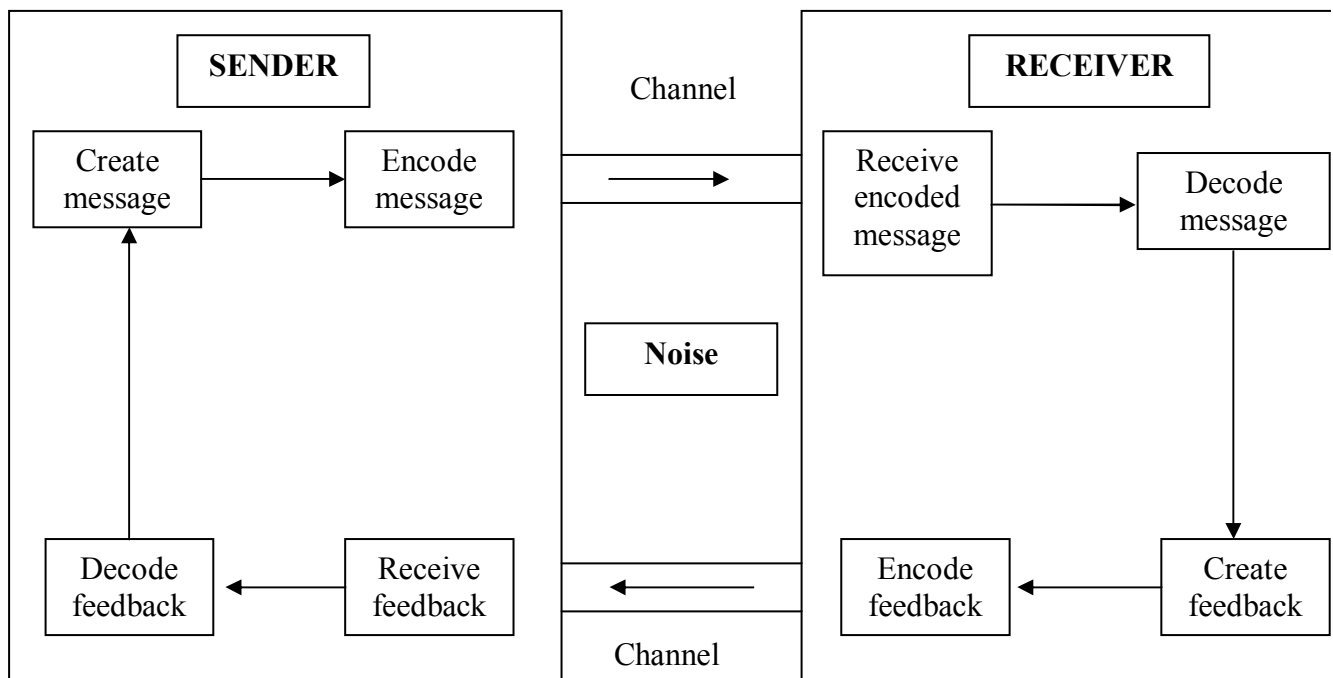 SENDER
Channel
RECEIVER
Create
message
Encode
message
Receive
encoded
message
Decode
message
Noise
Decode
feedback
Receive
feedback
Encode
feedback
Create
feedback
Channel